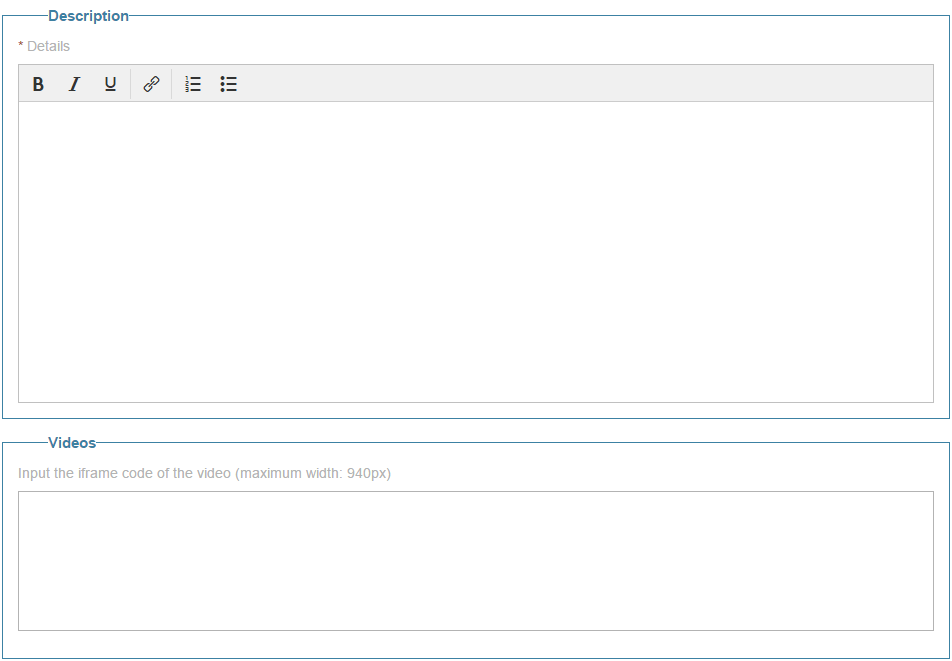 Description
* Details
B I U
Videos
Input the iframe code of the video (maximum width: 940px)